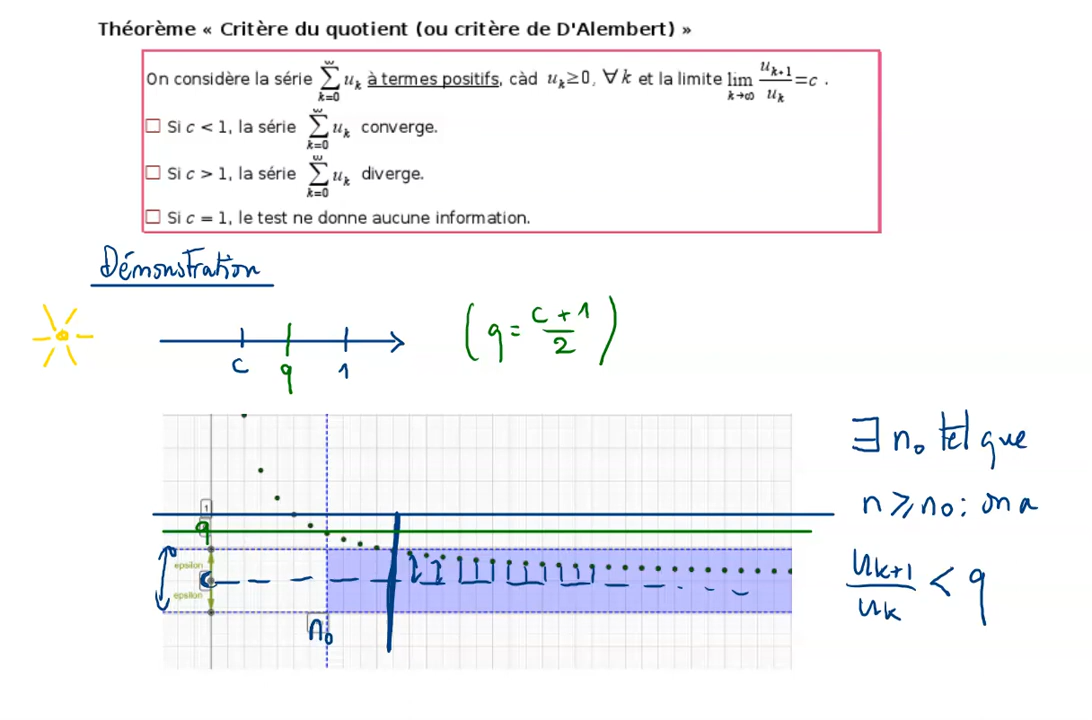 Théorème « Critère du quotient (ou critère de D'Alembert) »
On considère la série ∑_{k=0}^{∞} u_k à termes positifs, càd u_k≥0, ∀ k et la limite lim_{k→∞} u_{k+1}/u_k = c .
□ Si c < 1, la série ∑_{k=0}^{∞} u_k converge.
□ Si c > 1, la série ∑_{k=0}^{∞} u_k diverge.
□ Si c = 1, le test ne donne aucune information.
Démonstration
(q = (c + 1)/2)
c q 1
∃ n₀ tel que
n ≥ n₀ : on a
u_{k+1}/u_k < q
1
q
epsilon
c
epsilon
n₀